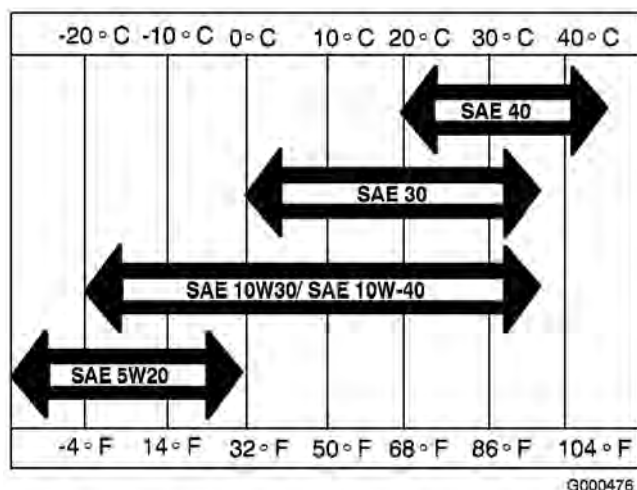 -20 °C -10 °C 0°C 10°C 20°C 30°C 40°C
SAE 40
SAE 30
SAE 10W30/ SAE 10W-40
SAE 5W20
-4 °F 14 °F 32 °F 50 °F 68 °F 86 °F 104 °F
G000476